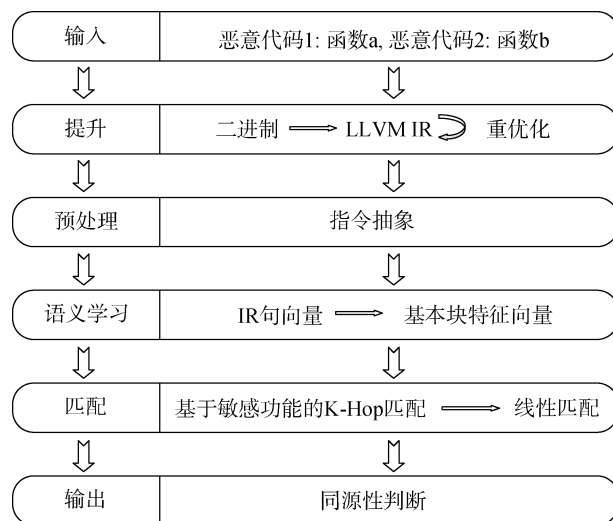 输入 恶意代码1: 函数a, 恶意代码2: 函数b
提升 二进制 LLVM IR 重优化
预处理 指令抽象
语义学习 IR句向量 基本块特征向量
匹配 基于敏感功能的K-Hop匹配 线性匹配
输出 同源性判断